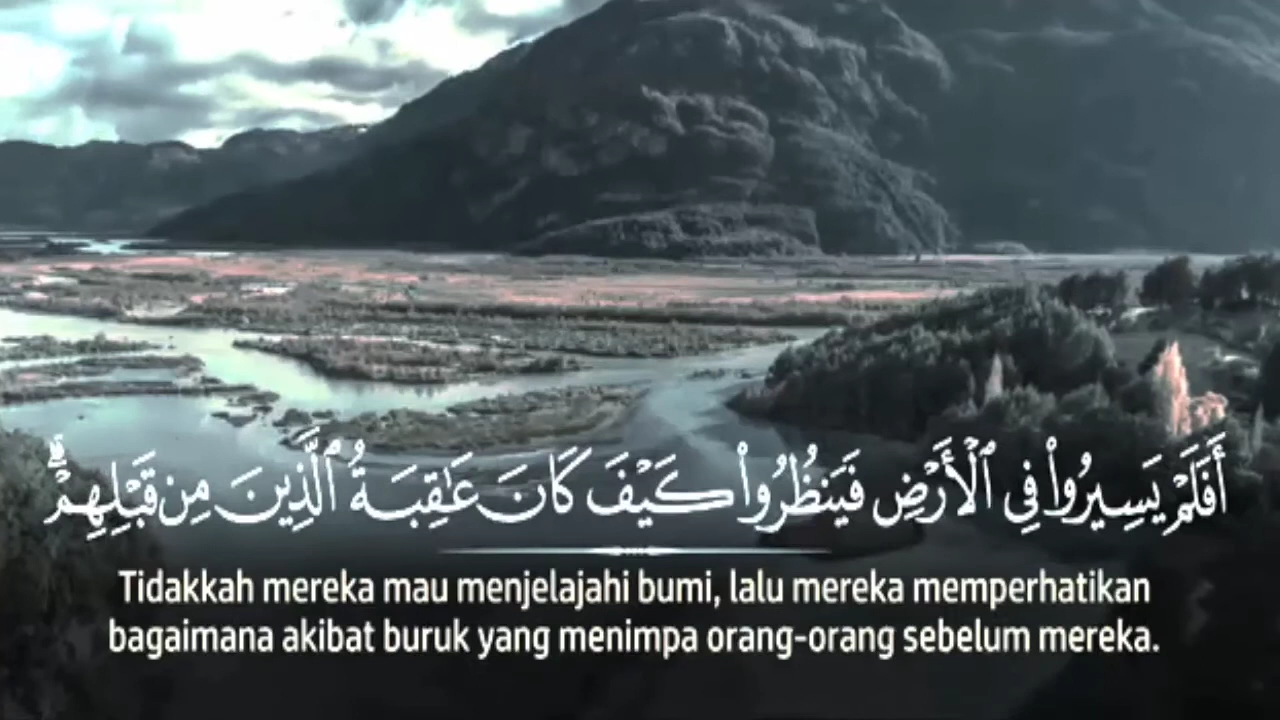 أَفَلَمْ يَسِيرُوا۟ فِى ٱلْأَرْضِ فَيَنظُرُوا۟ كَيْفَ كَانَ عَـٰقِبَةُ ٱلَّذِينَ مِن قَبْلِهِمْ ۗ
Tidakkah mereka mau menjelajahi bumi, lalu mereka memperhatikan
bagaimana akibat buruk yang menimpa orang-orang sebelum mereka.